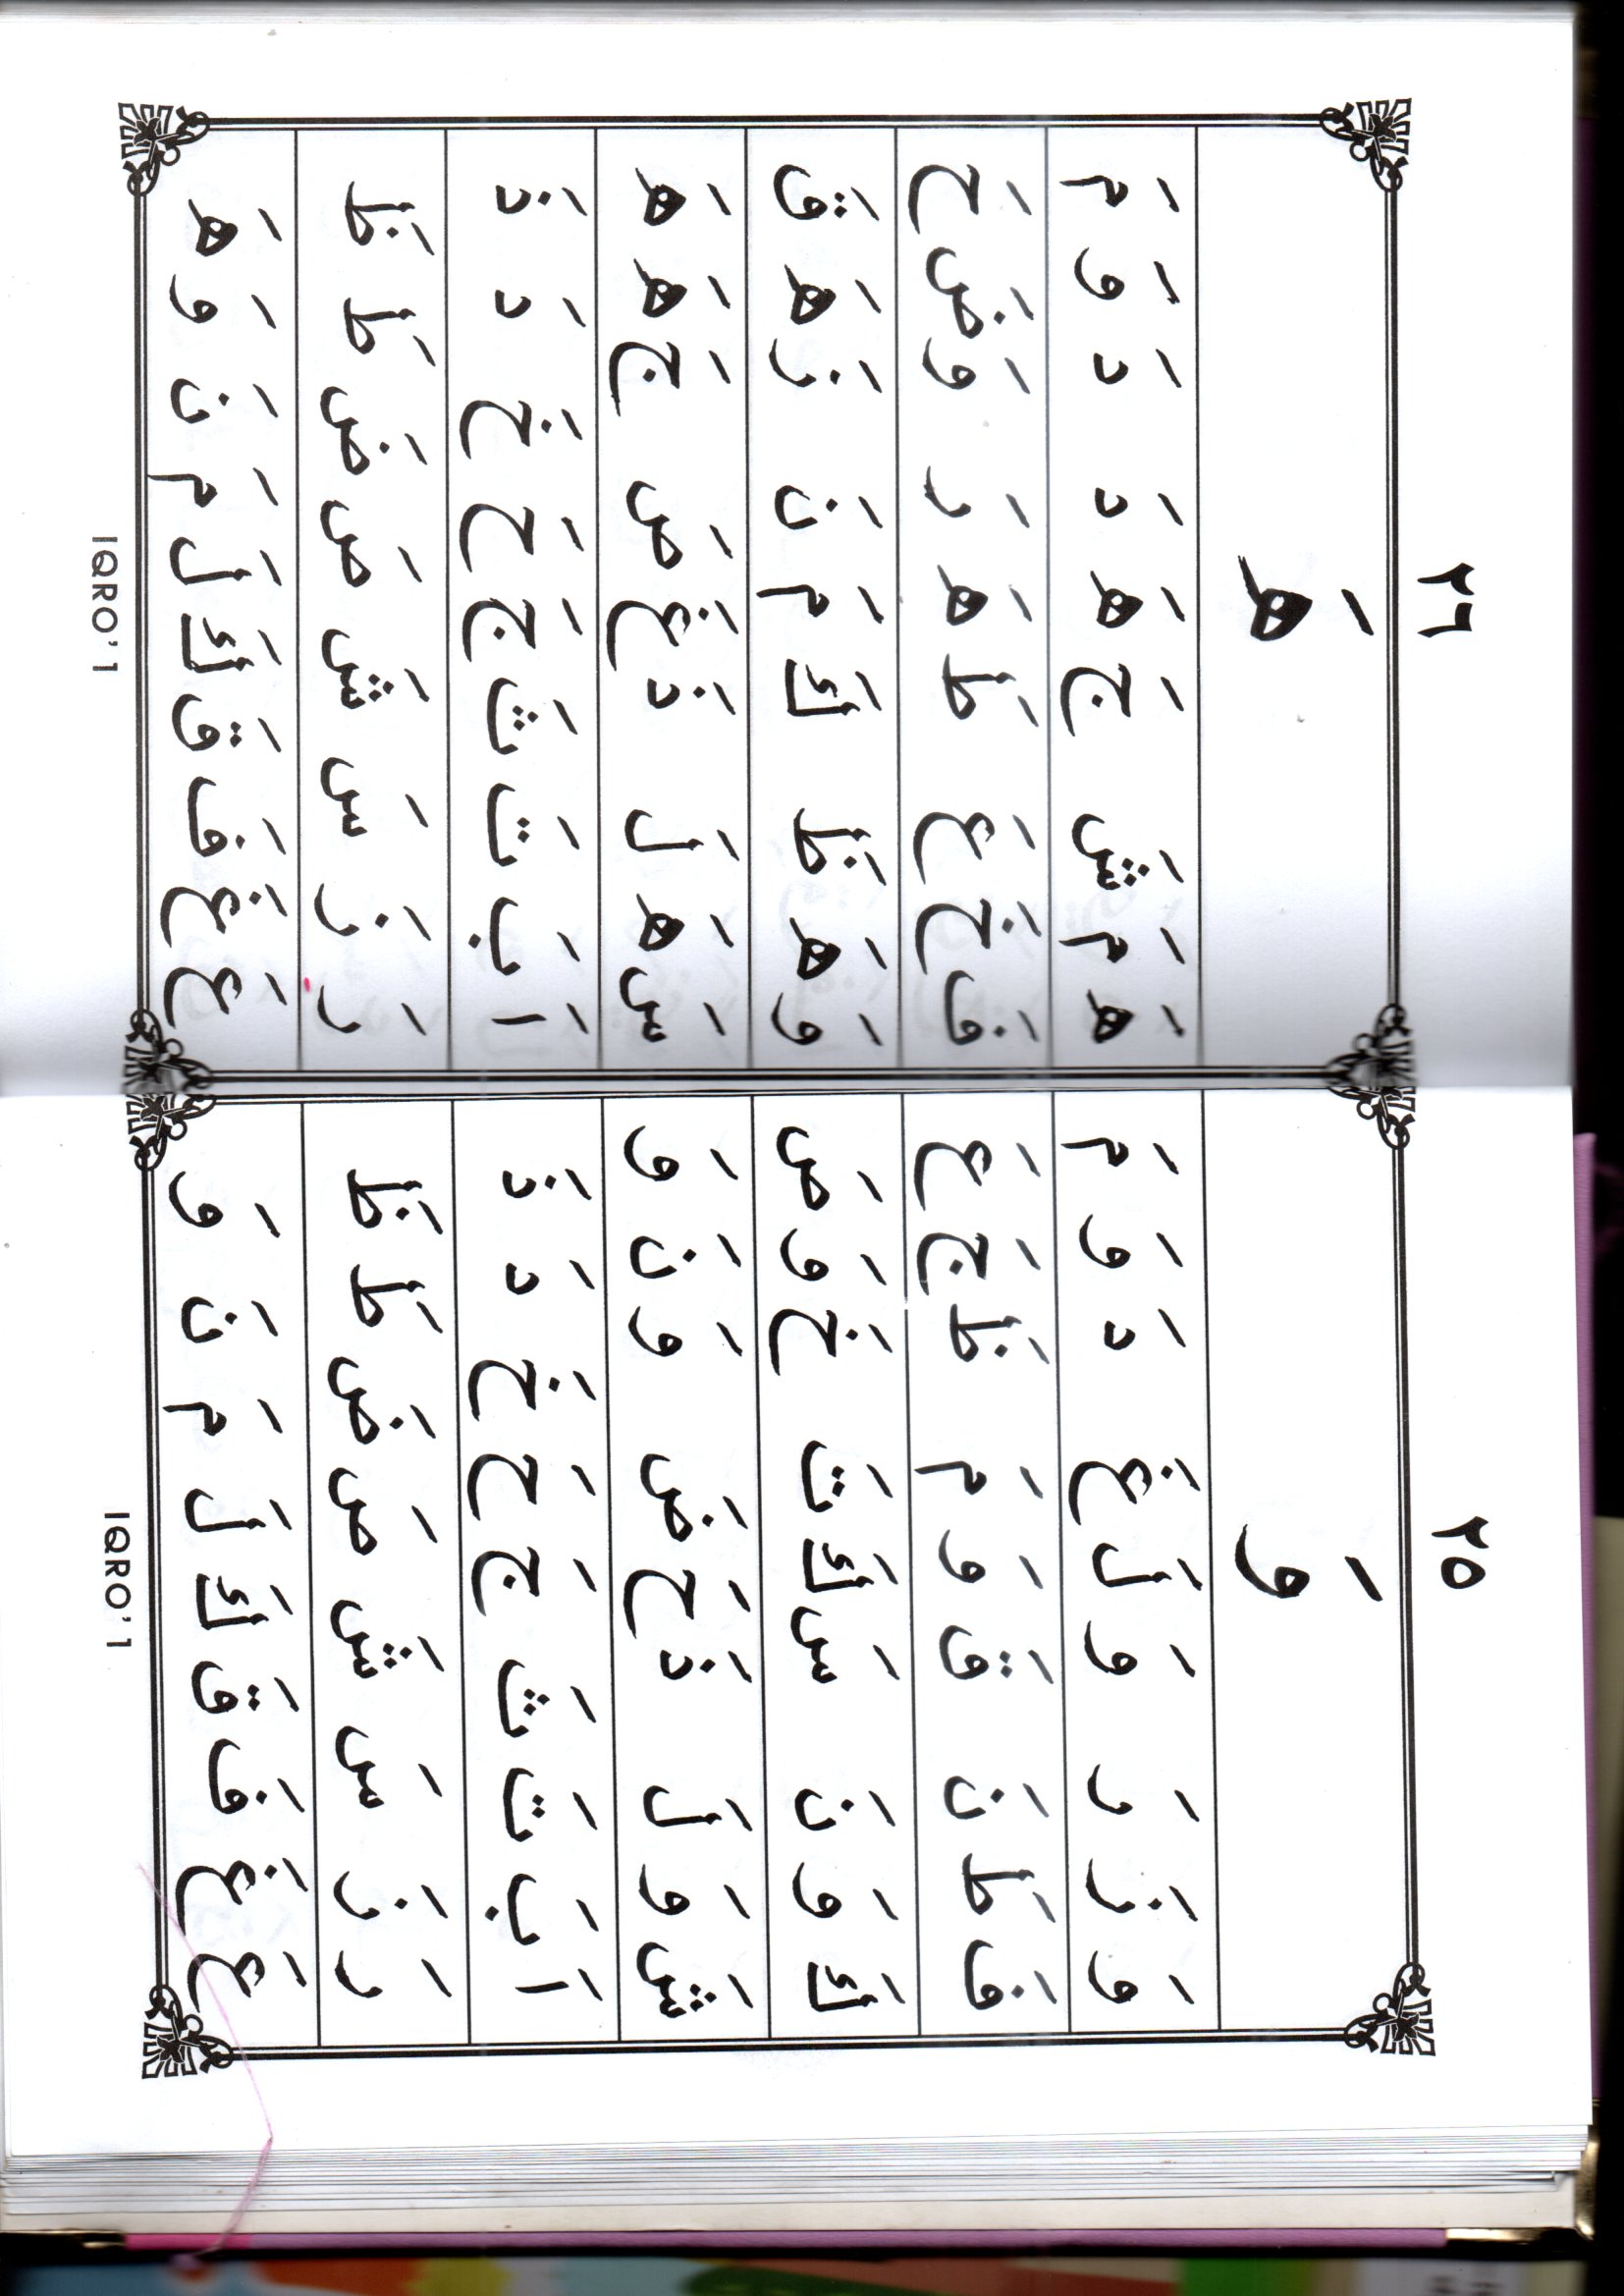 ٢٥
وَ
وَ زَ رَ وَ لَ غَ دَ وَ مَ
فَ طَ نَ قَ وَ مَ ظَ جَ عَ
كَ وَ نَ سَ كَ تَ خَ وَ صَ
شَ وَ لَ ذَ حَ ضَ وَ نَ وَ
اَ بَ تَ ثَ جَ حَ خَ دَ ذَ
رَ زَ سَ شَ صَ ضَ طَ ظَ
عَ غَ فَ قَ كَ لَ مَ نَ وَ
IQRO’ 1
٢٦
هَ
هَ مَ شَ جَ هَ دَ دَ وَ مَ
فَ خَ عَ طَ هَ رَ وَ ضَ حَ
وَ هَ ظَ كَ مَ نَ زَ هَ قَ
سَ هَ لَ ذَ غَ صَ جَ هَ هَ
اَ بَ تَ ثَ جَ حَ خَ دَ ذَ
رَ زَ سَ شَ صَ ضَ طَ ظَ
عَ غَ فَ قَ كَ لَ مَ نَ وَ هَ
IQRO’ 1